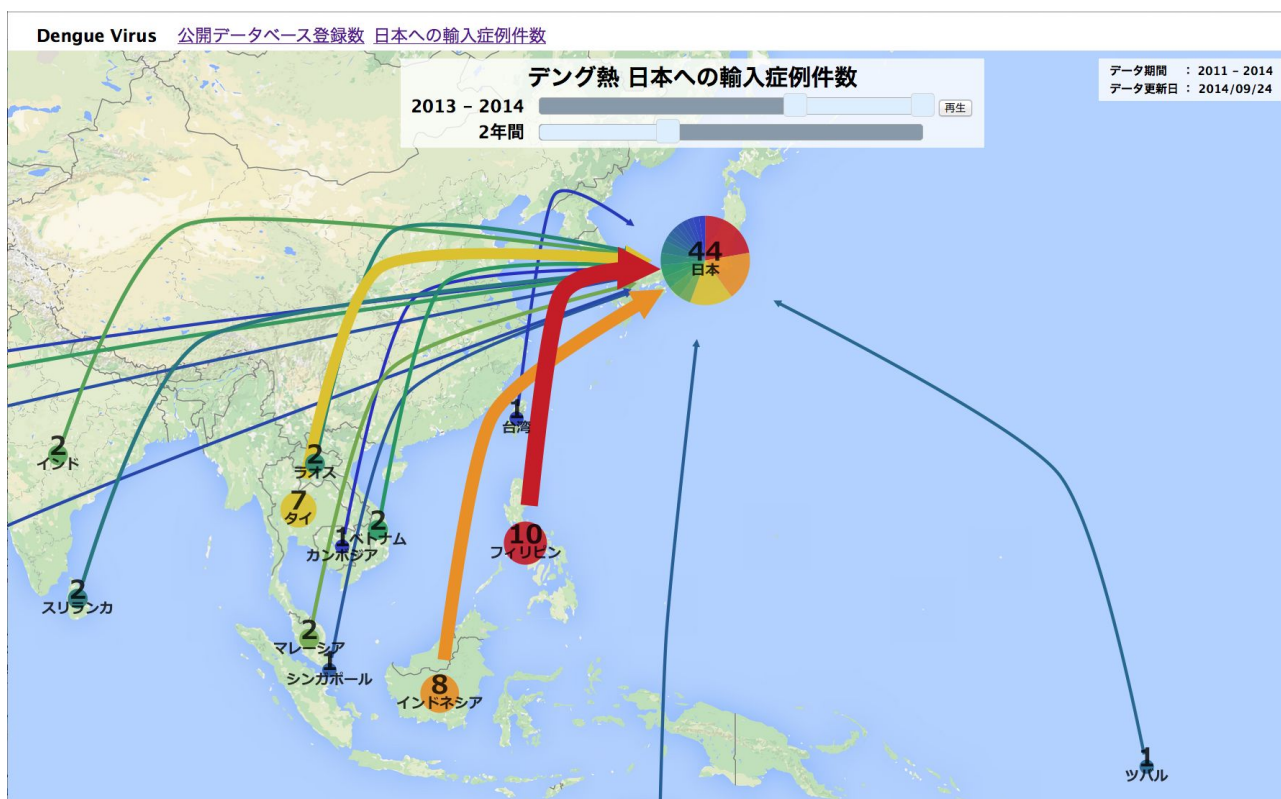 Dengue Virus 公開データベース登録数 日本への輸入症例件数
デング熱 日本への輸入症例件数
2013 – 2014 再生
2年間
データ期間 : 2011 – 2014
データ更新日 : 2014/09/24
44
日本
1
台湾
2
インド
2
ラオス
7
タイ
2
ベトナム
1
カンボジア
10
フィリピン
2
スリランカ
2
マレーシア
1
シンガポール
8
インドネシア
1
ツバル